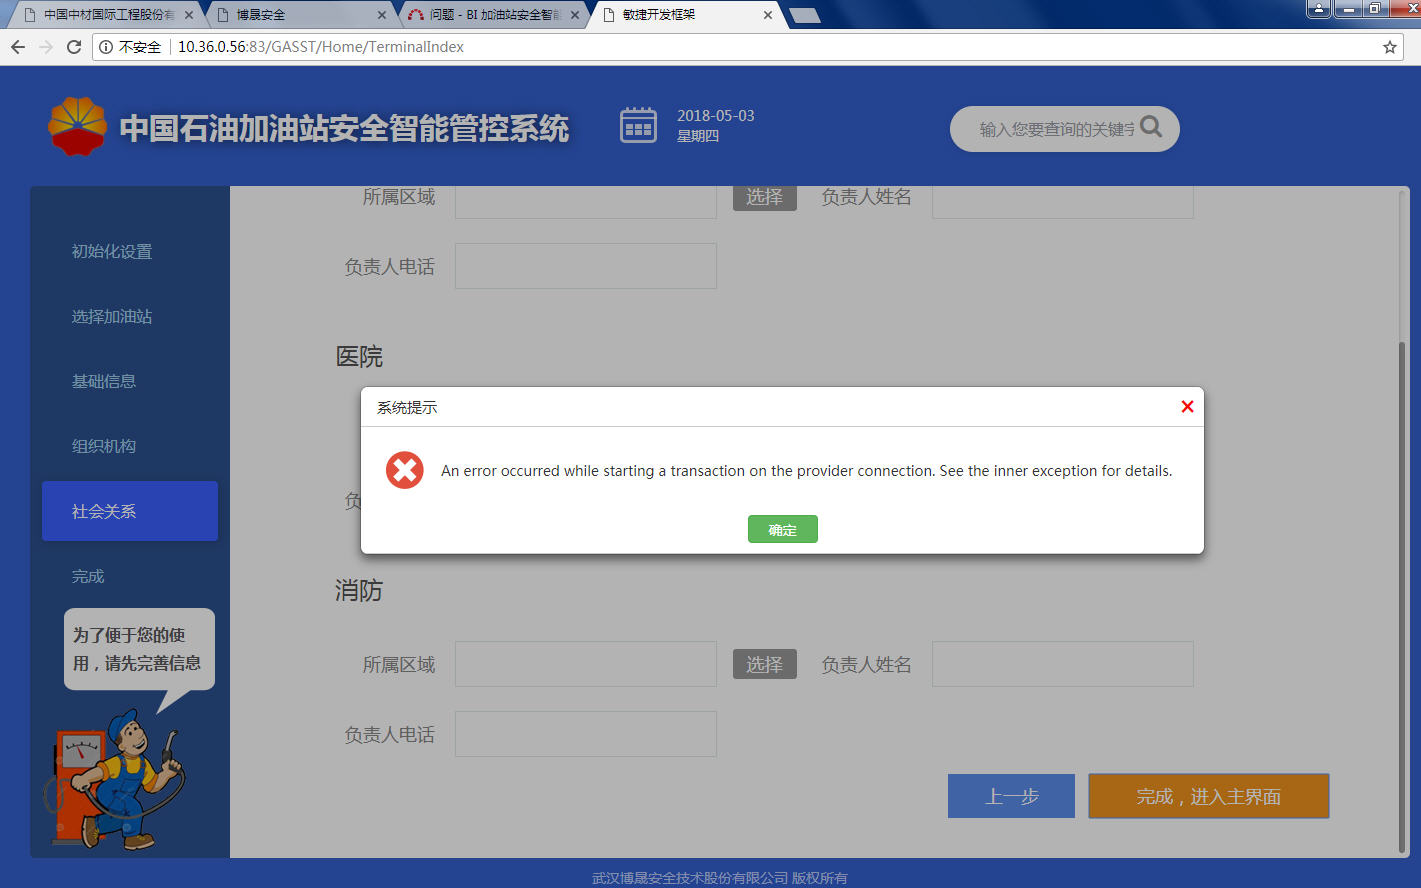 中国中材国际工程股份有
博晟安全
问题 - BI 加油站安全智能
敏捷开发框架
不安全
10.36.0.56:83/GASST/Home/TerminalIndex
中国石油加油站安全智能管控系统
2018-05-03
星期四
输入您要查询的关键字
初始化设置
选择加油站
基础信息
组织机构
社会关系
完成
为了便于您的使
用，请先完善信息
所属区域
选择
负责人姓名
负责人电话
医院
系统提示
An error occurred while starting a transaction on the provider connection. See the inner exception for details.
确定
负
消防
所属区域
选择
负责人姓名
负责人电话
上一步
完成，进入主界面
武汉博晟安全技术股份有限公司 版权所有